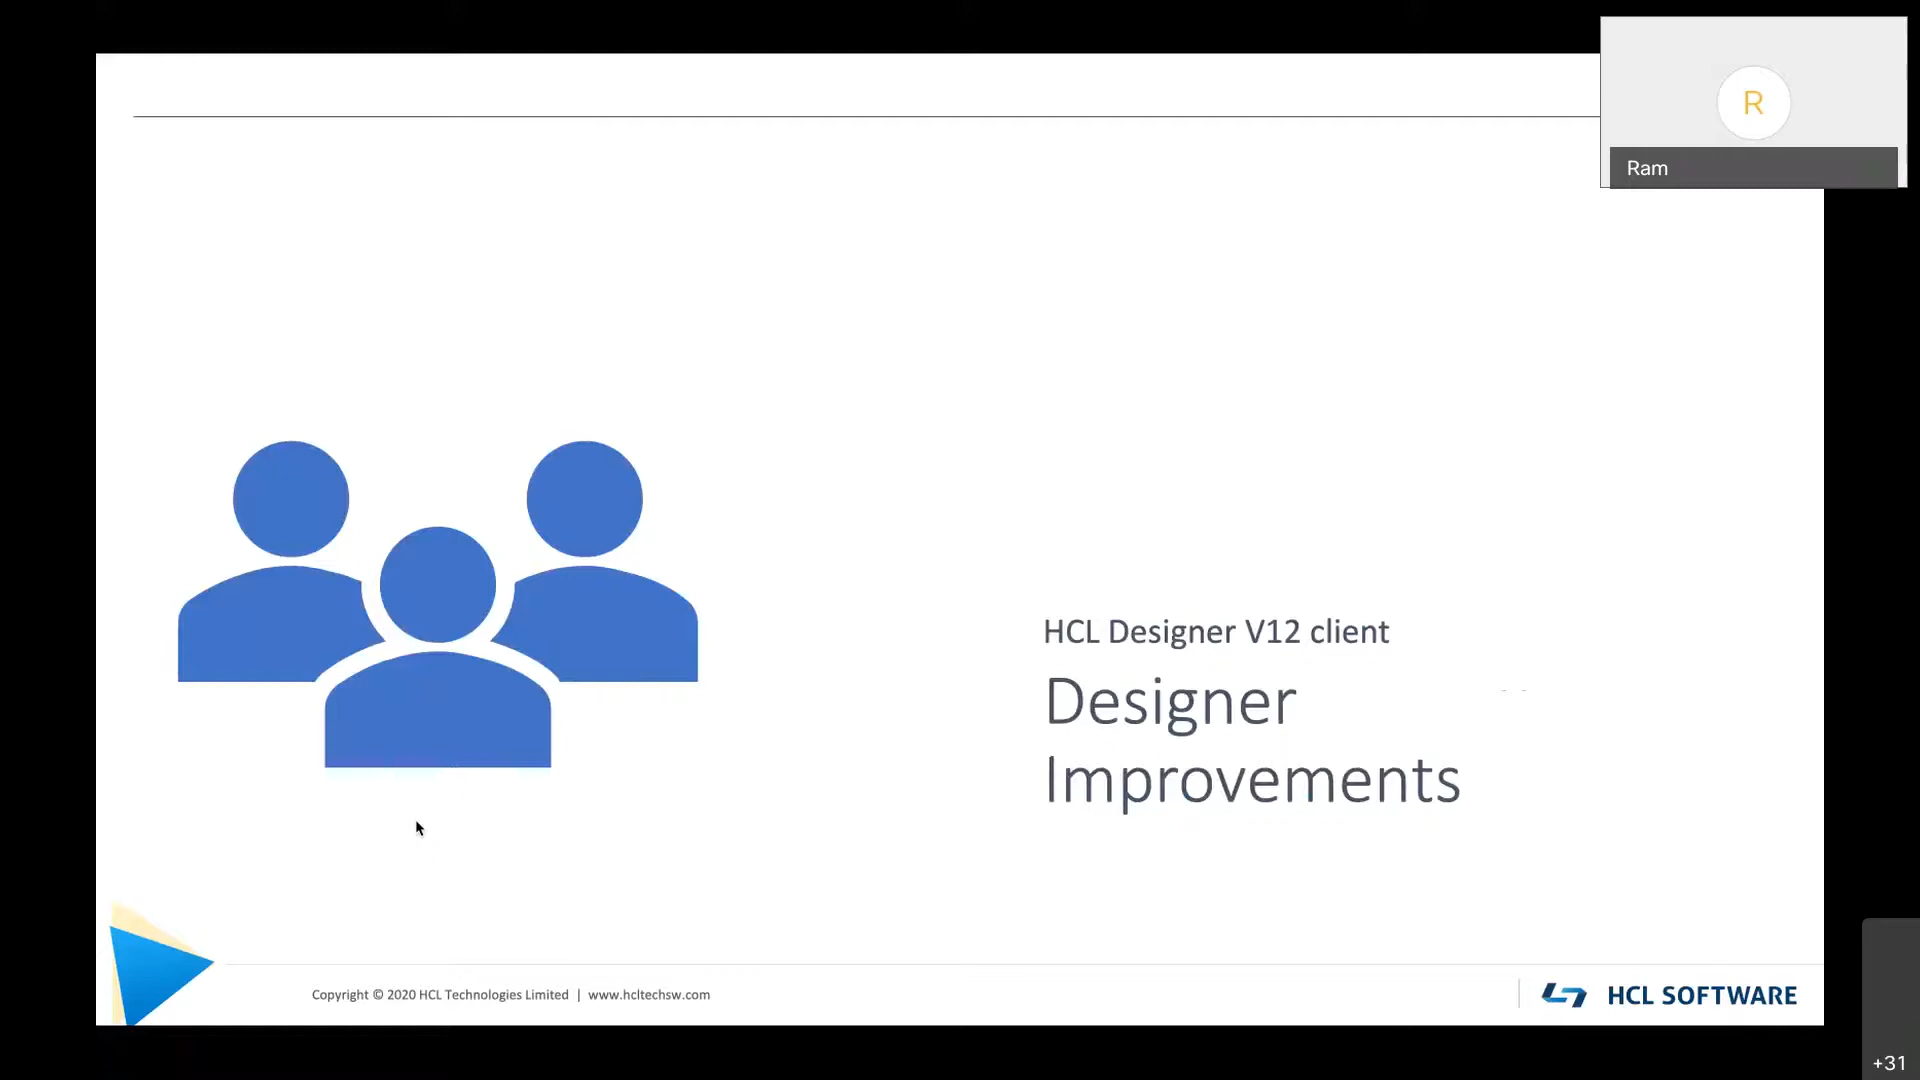 R
Ram
HCL Designer V12 client
Designer
Improvements
Copyright © 2020 HCL Technologies Limited | www.hcltechsw.com
HCL SOFTWARE
+31